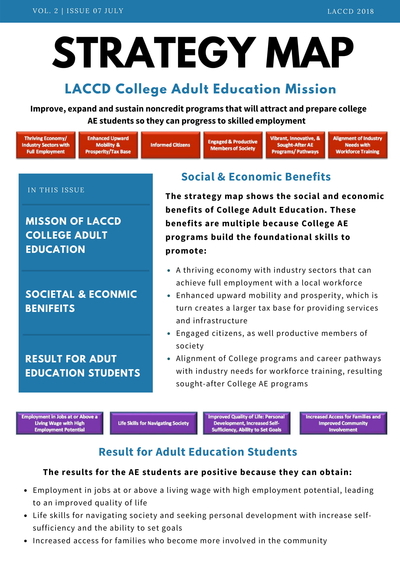 VOL. 2 | ISSUE 07 JULY
LACCD 2018
STRATEGY MAP
LACCD College Adult Education Mission
Improve, expand and sustain noncredit programs that will attract and prepare college
AE students so they can progress to skilled employment
Thriving Economy/
Industry Sectors with
Full Employment
Enhanced Upward
Mobility &
Prosperity/Tax Base
Informed Citizens
Engaged & Productive
Members of Society
Vibrant, Innovative, &
Sought-After AE
Programs/ Pathways
Alignment of Industry
Needs with
Workforce Training
IN THIS ISSUE
MISSON OF LACCD
COLLEGE ADULT
EDUCATION
SOCIETAL & ECONMIC
BENIFEITS
RESULT FOR ADUT
EDUCATION STUDENTS
Social & Economic Benefits
The strategy map shows the social and economic
benefits of College Adult Education. These
benefits are multiple because College AE
programs build the foundational skills to
promote:
• A thriving economy with industry sectors that can
achieve full employment with a local workforce
• Enhanced upward mobility and prosperity, which is
turn creates a larger tax base for providing services
and infrastructure
• Engaged citizens, as well productive members of
society
• Alignment of College programs and career pathways
with industry needs for workforce training, resulting
sought-after College AE programs
Employment in Jobs at or Above a
Living Wage with High
Employment Potential
Life Skills for Navigating Society
Improved Quality of Life: Personal
Development, Increased Self-
Sufficiency, Ability to Set Goals
Increased Access for Families and
Improved Community
Involvement
Result for Adult Education Students
The results for the AE students are positive because they can obtain:
• Employment in jobs at or above a living wage with high employment potential, leading
to an improved quality of life
• Life skills for navigating society and seeking personal development with increase self-
sufficiency and the ability to set goals
• Increased access for families who become more involved in the community